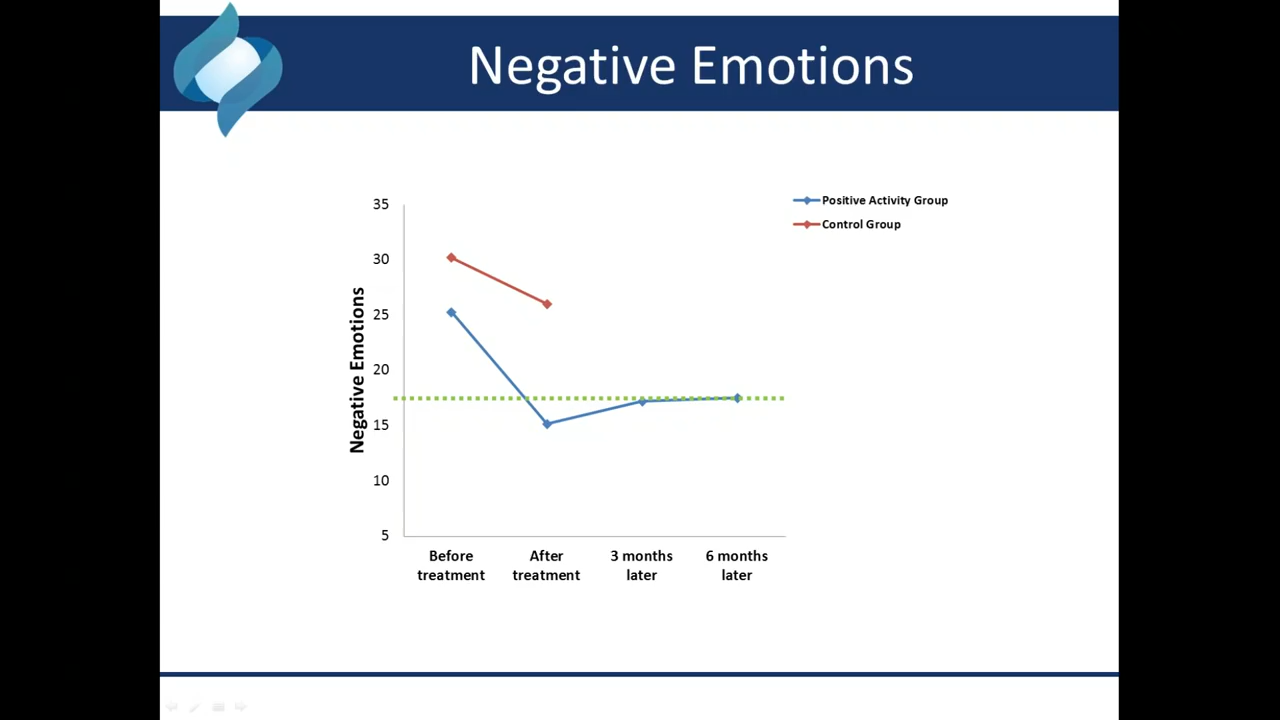 Negative Emotions
Positive Activity Group
Control Group
35
30
25
20
15
10
5
Negative Emotions
Before treatment
After treatment
3 months later
6 months later